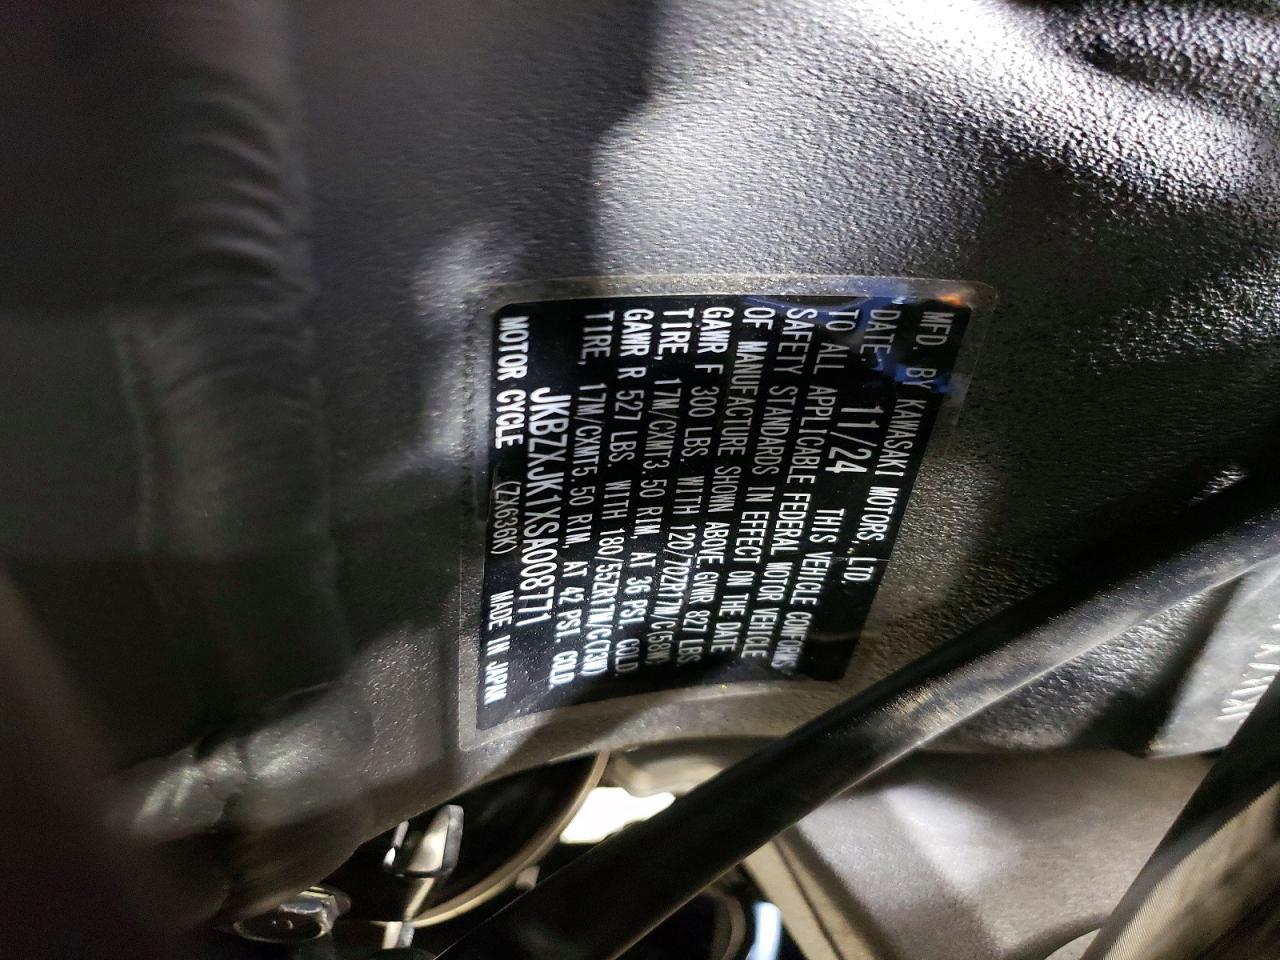 MFD. BY KAWASAKI MOTORS, LTD.
DATE 11/24 THIS VEHICLE CONFORMS
TO ALL APPLICABLE FEDERAL MOTOR VEHICLE
SAFETY STANDARDS IN EFFECT ON THE DATE
OF MANUFACTURE SHOWN ABOVE. GVWR 827 LBS
GAWR F 300 LBS. WITH 120/70ZR17M/C(58W)
TIRE, 17M/CXMT3.50 RIM, AT 36 PSI. COLD.
GAWR R 527 LBS. WITH 180/55ZR17M/C(73W)
TIRE, 17M/CXMT5.50 RIM, AT 42 PSI. COLD.
JKBZXJK1XSA008771
MOTOR CYCLE (ZX636K) MADE IN JAPAN